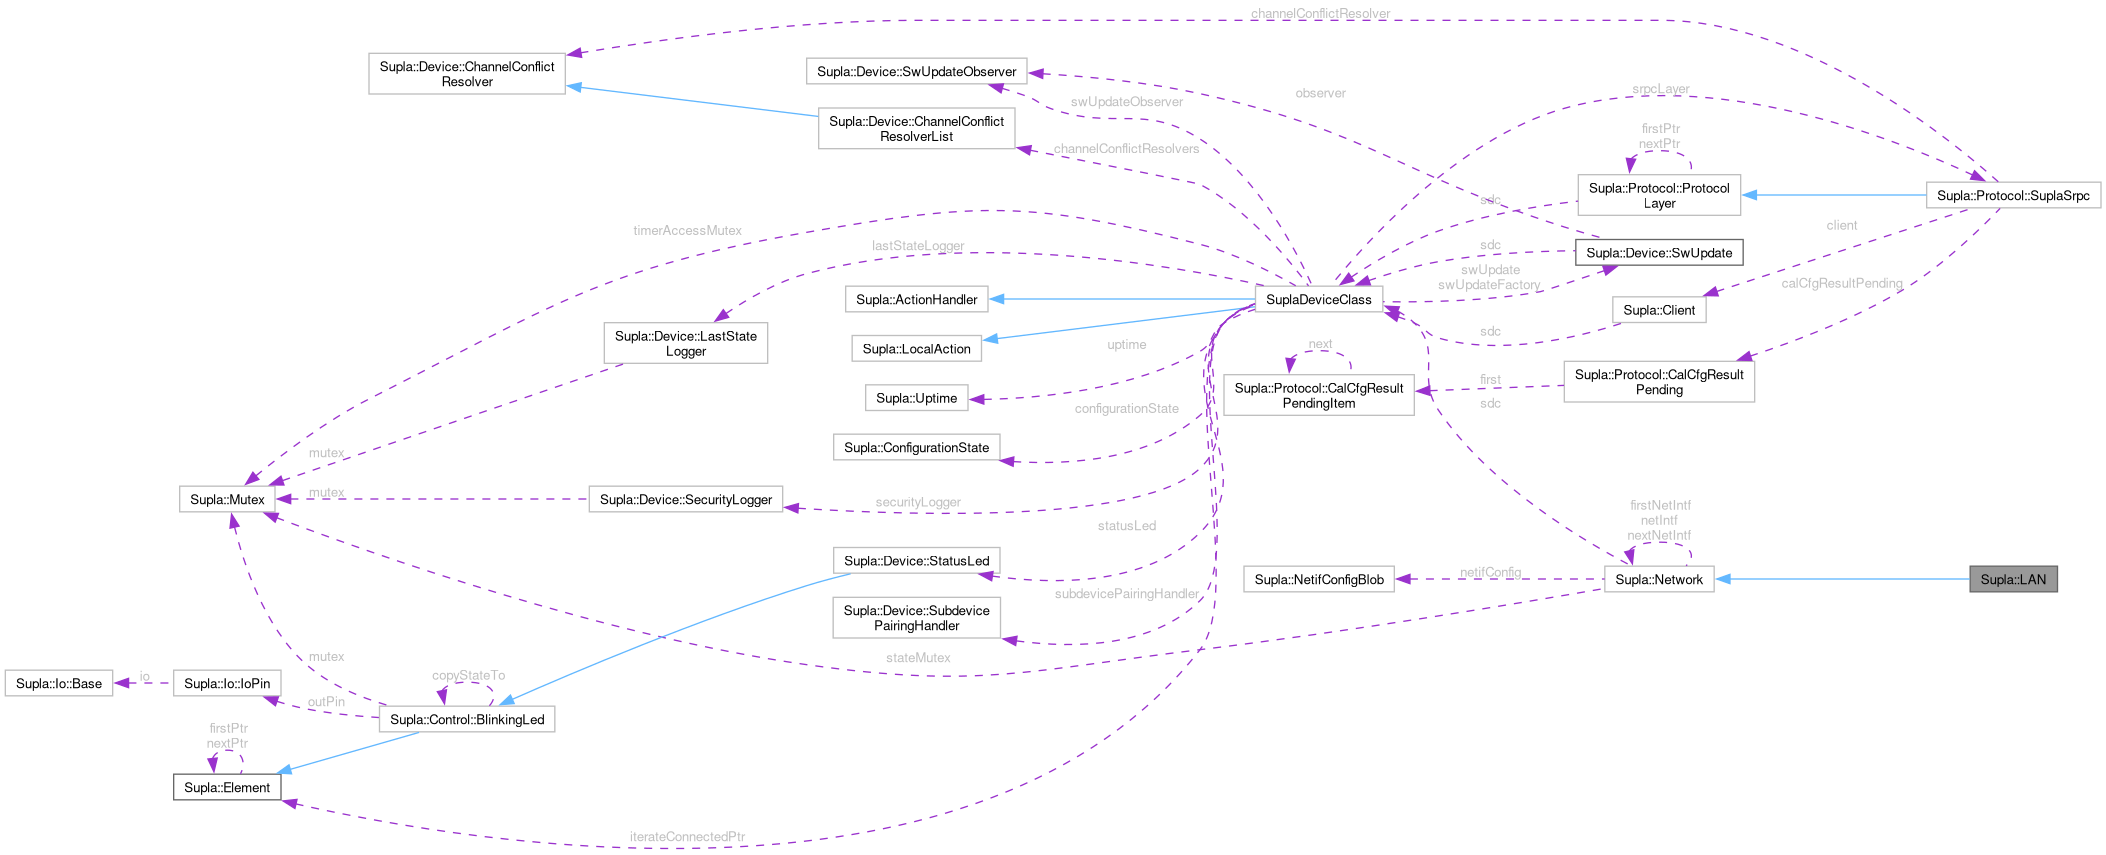 channelConflictResolver
Supla::Device::ChannelConflict
Resolver
Supla::Device::SwUpdateObserver
swUpdateObserver
observer
srpcLayer
Supla::Device::ChannelConflict
ResolverList
channelConflictResolvers
firstPtr
nextPtr
Supla::Protocol::Protocol
Layer
Supla::Protocol::SuplaSrpc
sdc
timerAccessMutex
lastStateLogger
sdc
Supla::Device::SwUpdate
client
swUpdate
swUpdateFactory
calCfgResultPending
Supla::ActionHandler
SuplaDeviceClass
Supla::Client
Supla::Device::LastState
Logger
Supla::LocalAction
uptime
sdc
next
Supla::Protocol::CalCfgResult
Pending
Supla::Uptime
Supla::Protocol::CalCfgResult
PendingItem
first
sdc
configurationState
Supla::ConfigurationState
mutex
Supla::Mutex
mutex
Supla::Device::SecurityLogger
securityLogger
statusLed
firstNetIntf
netIntf
nextNetIntf
Supla::Device::StatusLed
Supla::NetifConfigBlob
netifConfig
Supla::Network
Supla::LAN
subdevicePairingHandler
Supla::Device::Subdevice
PairingHandler
mutex
stateMutex
Supla::Io::Base
io
Supla::Io::IoPin
copyStateTo
outPin
Supla::Control::BlinkingLed
firstPtr
nextPtr
Supla::Element
iterateConnectedPtr